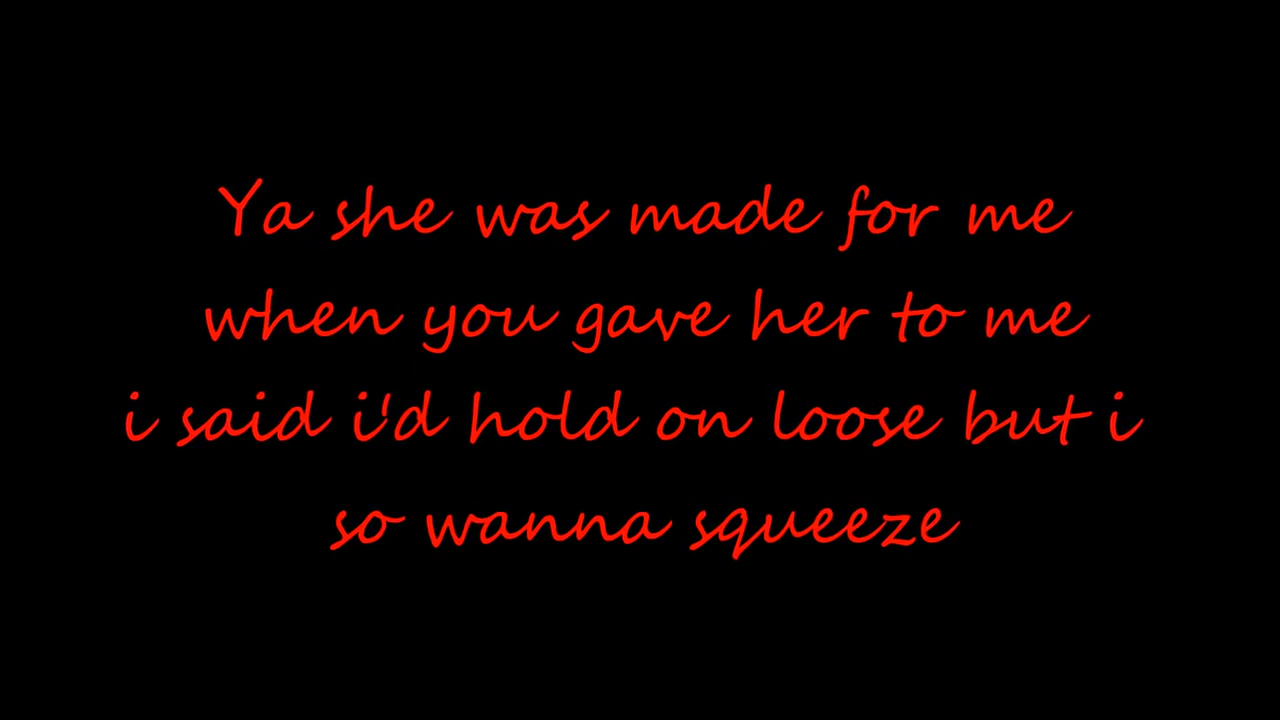 Ya she was made for me
when you gave her to me
i said i'd hold on loose but i
so wanna squeeze